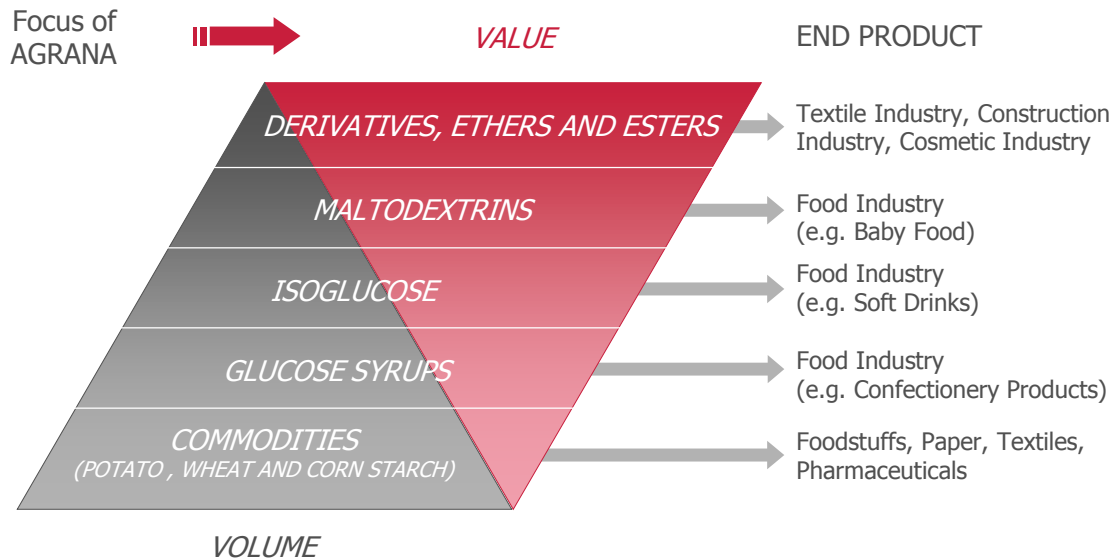 Focus of
AGRANA
VALUE
END PRODUCT
DERIVATIVES, ETHERS AND ESTERS
Textile Industry, Construction
Industry, Cosmetic Industry
MALTODEXTRINS
Food Industry
(e.g. Baby Food)
ISOGLUCOSE
Food Industry
(e.g. Soft Drinks)
GLUCOSE SYRUPS
Food Industry
(e.g. Confectionery Products)
COMMODITIES
(POTATO , WHEAT AND CORN STARCH)
Foodstuffs, Paper, Textiles,
Pharmaceuticals
VOLUME